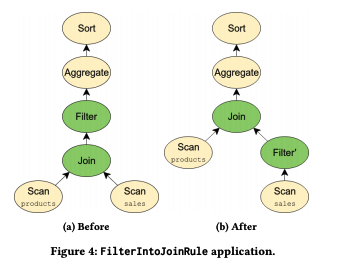 Sort
Aggregate
Filter
Join
Scan
products
Scan
sales
(a) Before
Sort
Aggregate
Join
Scan
products
Filter'
Scan
sales
(b) After
Figure 4: FilterIntoJoinRule application.